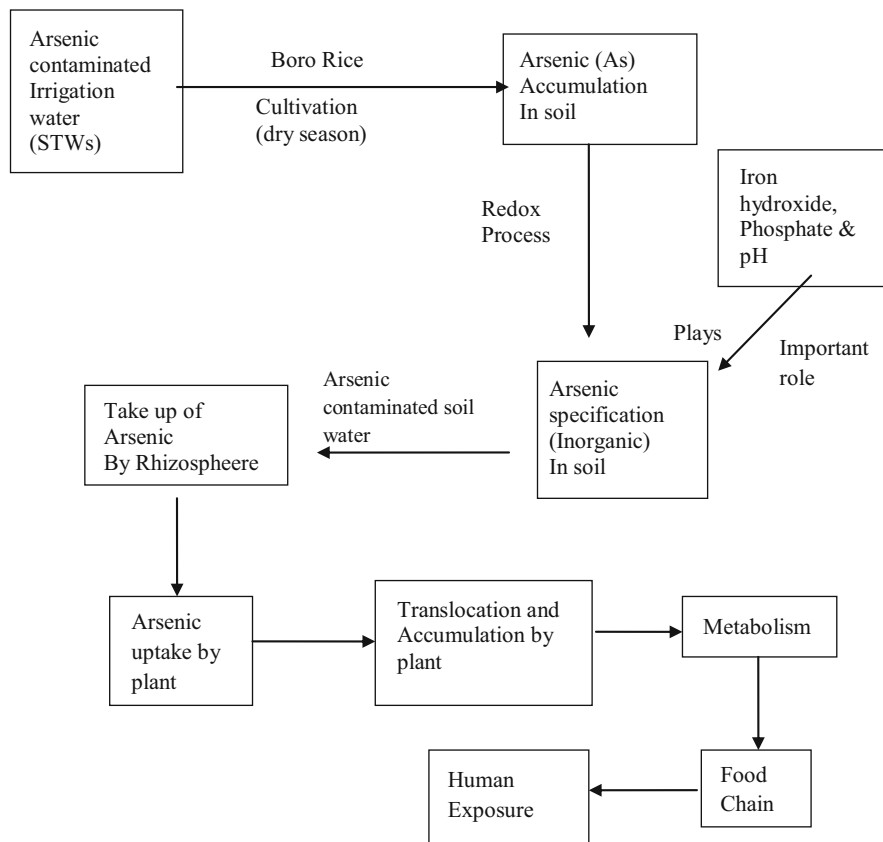 Arsenic
contaminated
Irrigation
water
(STWs)
Boro Rice
Cultivation
(dry season)
Arsenic (As)
Accumulation
In soil
Redox
Process
Iron
hydroxide,
Phosphate &
pH
Plays
Important
role
Arsenic
specification
(Inorganic)
In soil
Arsenic
contaminated soil
water
Take up of
Arsenic
By Rhizospheere
Arsenic
uptake by
plant
Translocation and
Accumulation by
plant
Metabolism
Food
Chain
Human
Exposure